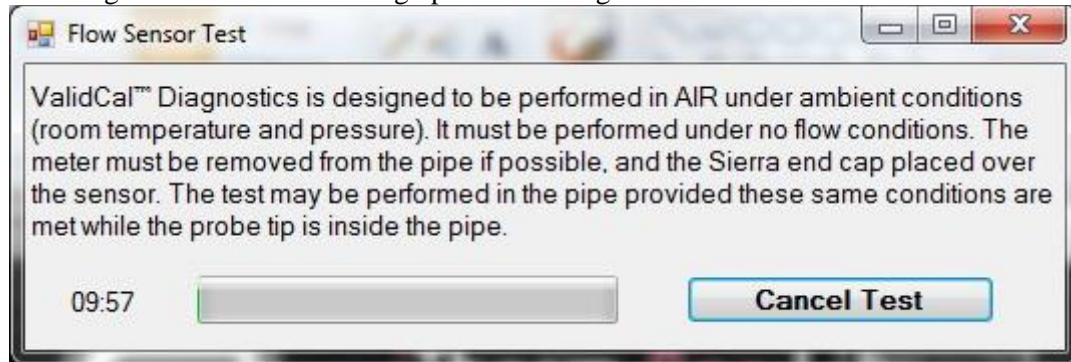 Flow Sensor Test
ValidCal™ Diagnostics is designed to be performed in AIR under ambient conditions
(room temperature and pressure). It must be performed under no flow conditions. The
meter must be removed from the pipe if possible, and the Sierra end cap placed over
the sensor. The test may be performed in the pipe provided these same conditions are
met while the probe tip is inside the pipe.
09:57
Cancel Test